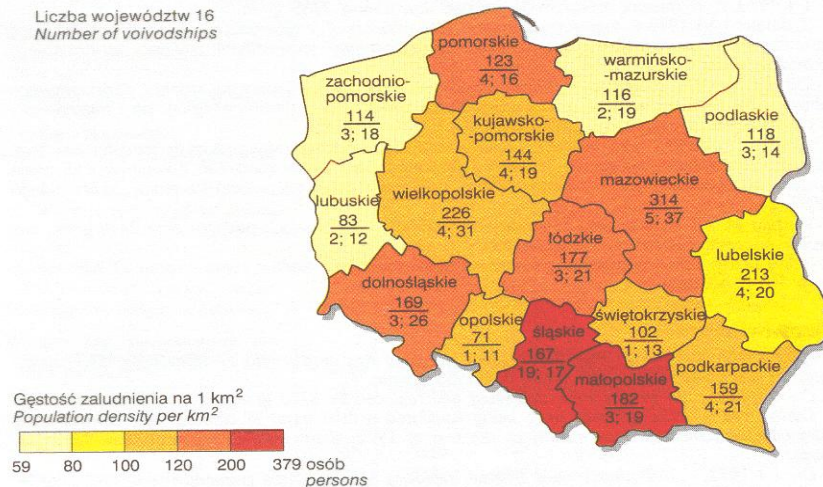 Liczba województw 16
Number of voivodships
pomorskie
123
4; 16
warmińsko-
-mazurskie
116
2; 19
zachodnio-
pomorskie
114
3; 18
podlaskie
118
3; 14
kujawsko-
-pomorskie
144
4; 19
mazowieckie
314
5; 37
wielkopolskie
226
4; 31
lubuskie
83
2; 12
łódzkie
177
3; 21
lubelskie
213
4; 20
dolnośląskie
169
3; 26
opolskie
71
1; 11
śląskie
167
19; 17
świętokrzyskie
102
1; 13
małopolskie
182
3; 19
podkarpackie
159
4; 21
Gęstość zaludnienia na 1 km²
Population density per km²
59 80 100 120 200 379 osób
persons